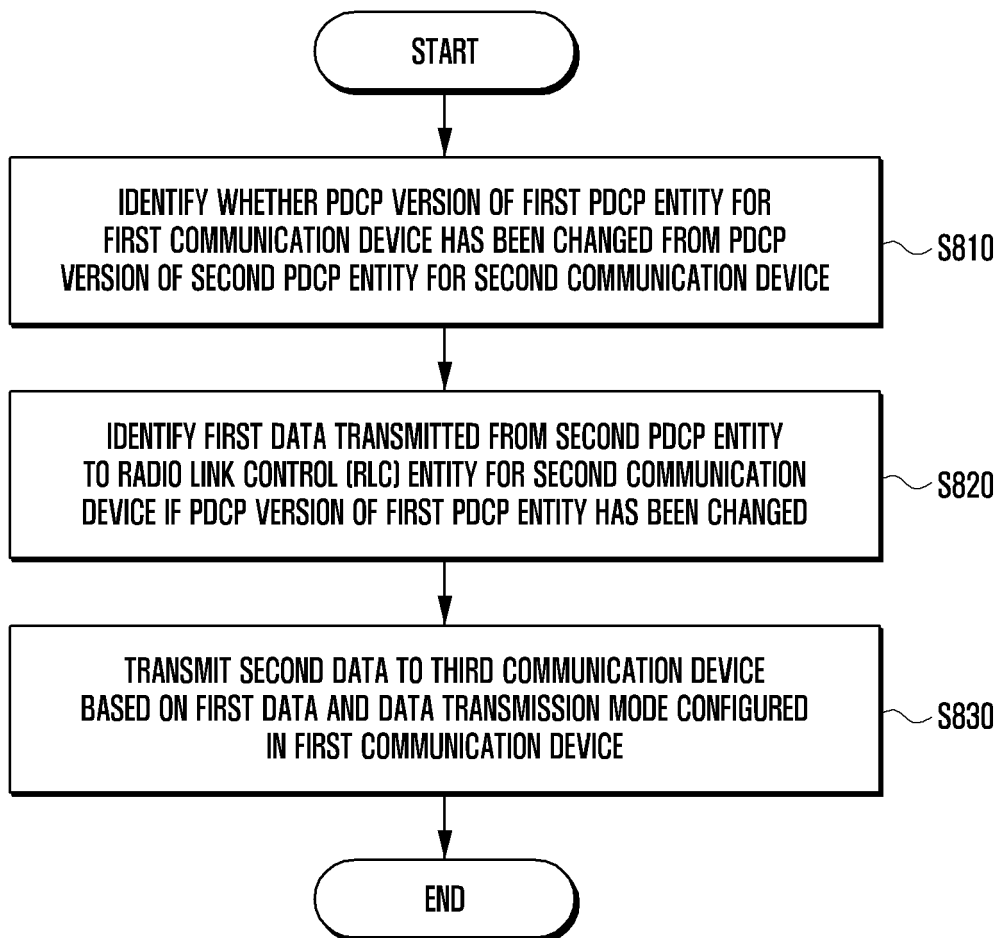 START
IDENTIFY WHETHER PDCP VERSION OF FIRST PDCP ENTITY FOR
FIRST COMMUNICATION DEVICE HAS BEEN CHANGED FROM PDCP
VERSION OF SECOND PDCP ENTITY FOR SECOND COMMUNICATION DEVICE
S810
IDENTIFY FIRST DATA TRANSMITTED FROM SECOND PDCP ENTITY
TO RADIO LINK CONTROL (RLC) ENTITY FOR SECOND COMMUNICATION
DEVICE IF PDCP VERSION OF FIRST PDCP ENTITY HAS BEEN CHANGED
S820
TRANSMIT SECOND DATA TO THIRD COMMUNICATION DEVICE
BASED ON FIRST DATA AND DATA TRANSMISSION MODE CONFIGURED
IN FIRST COMMUNICATION DEVICE
S830
END